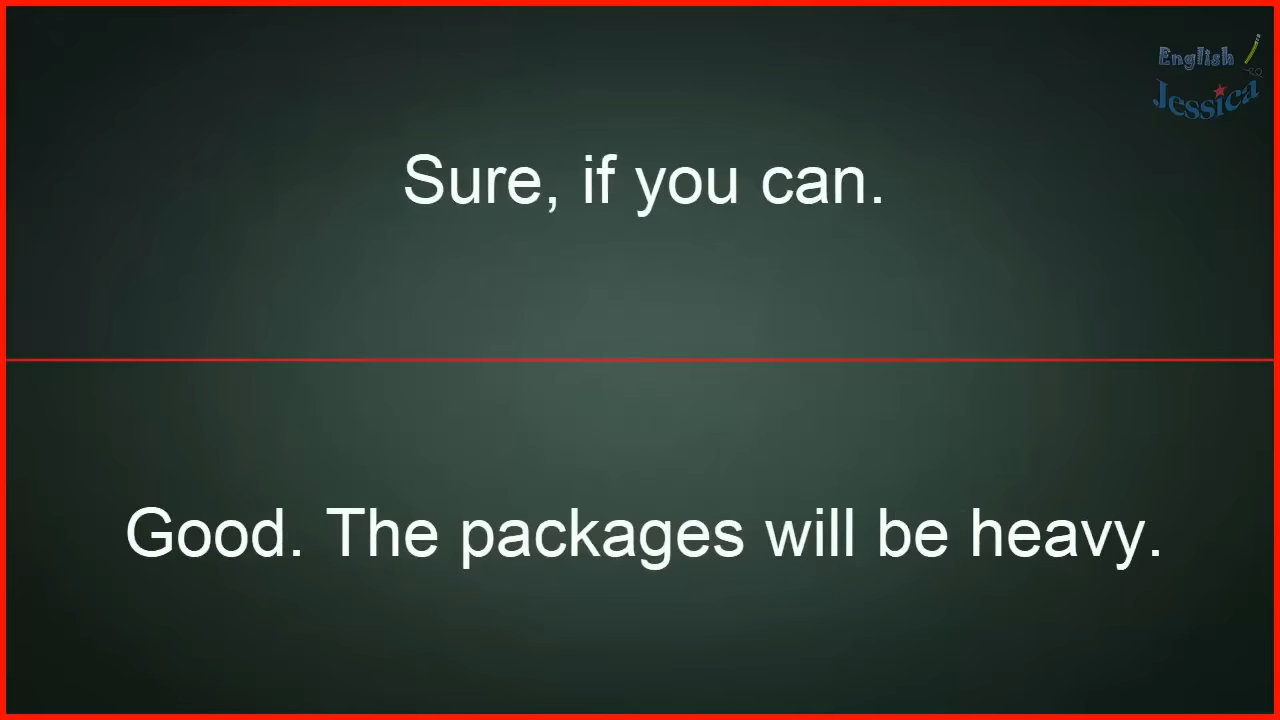 English
Jessica
Sure, if you can.
Good. The packages will be heavy.